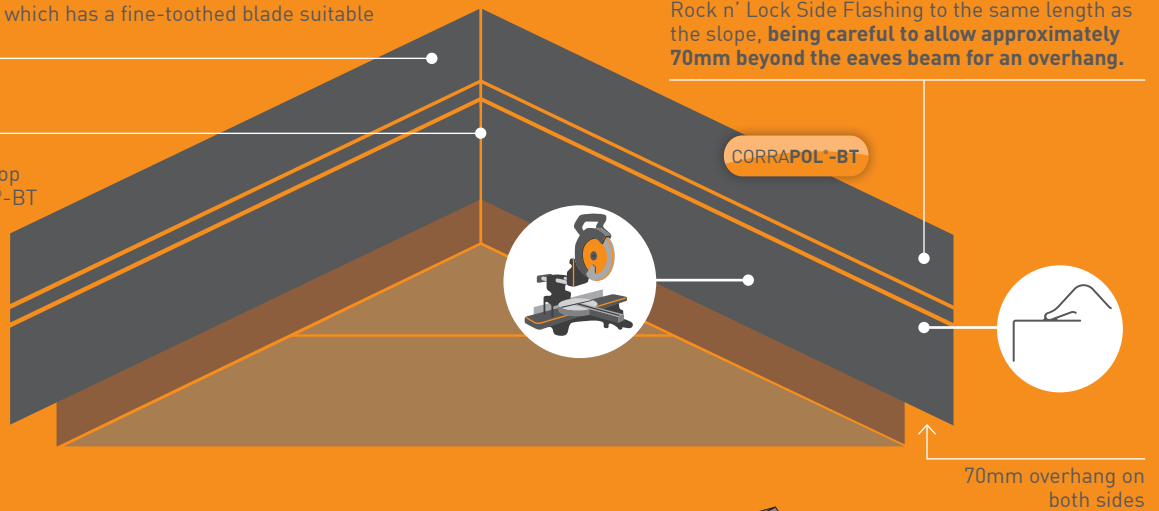 which has a fine-toothed blade suitable
Rock n' Lock Side Flashing to the same length as
the slope, being careful to allow approximately
70mm beyond the eaves beam for an overhang.
CORRAPOL®-BT
-BT
70mm overhang on
both sides